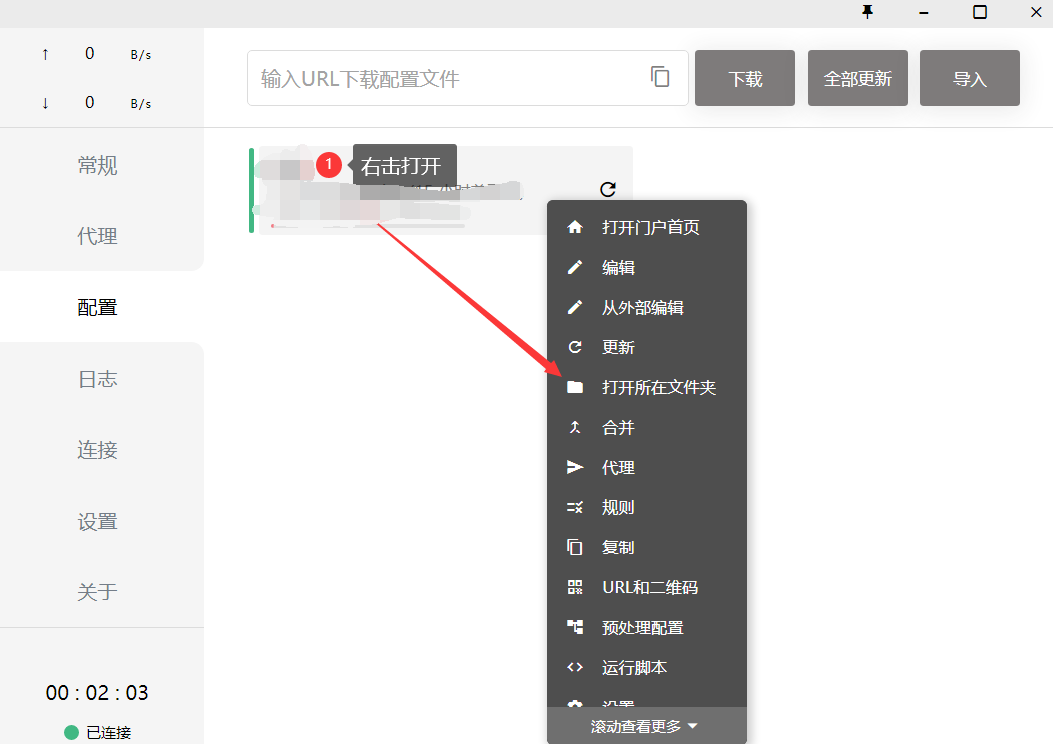 ↑ 0 B/s
输入URL下载配置文件
下载
全部更新
导入
↓ 0 B/s
常规
代理
配置
日志
连接
设置
关于
00 : 02 : 03
已连接
1
右击打开
打开门户首页
编辑
从外部编辑
更新
打开所在文件夹
合并
代理
规则
复制
URL和二维码
预处理配置
运行脚本
设置
滚动查看更多